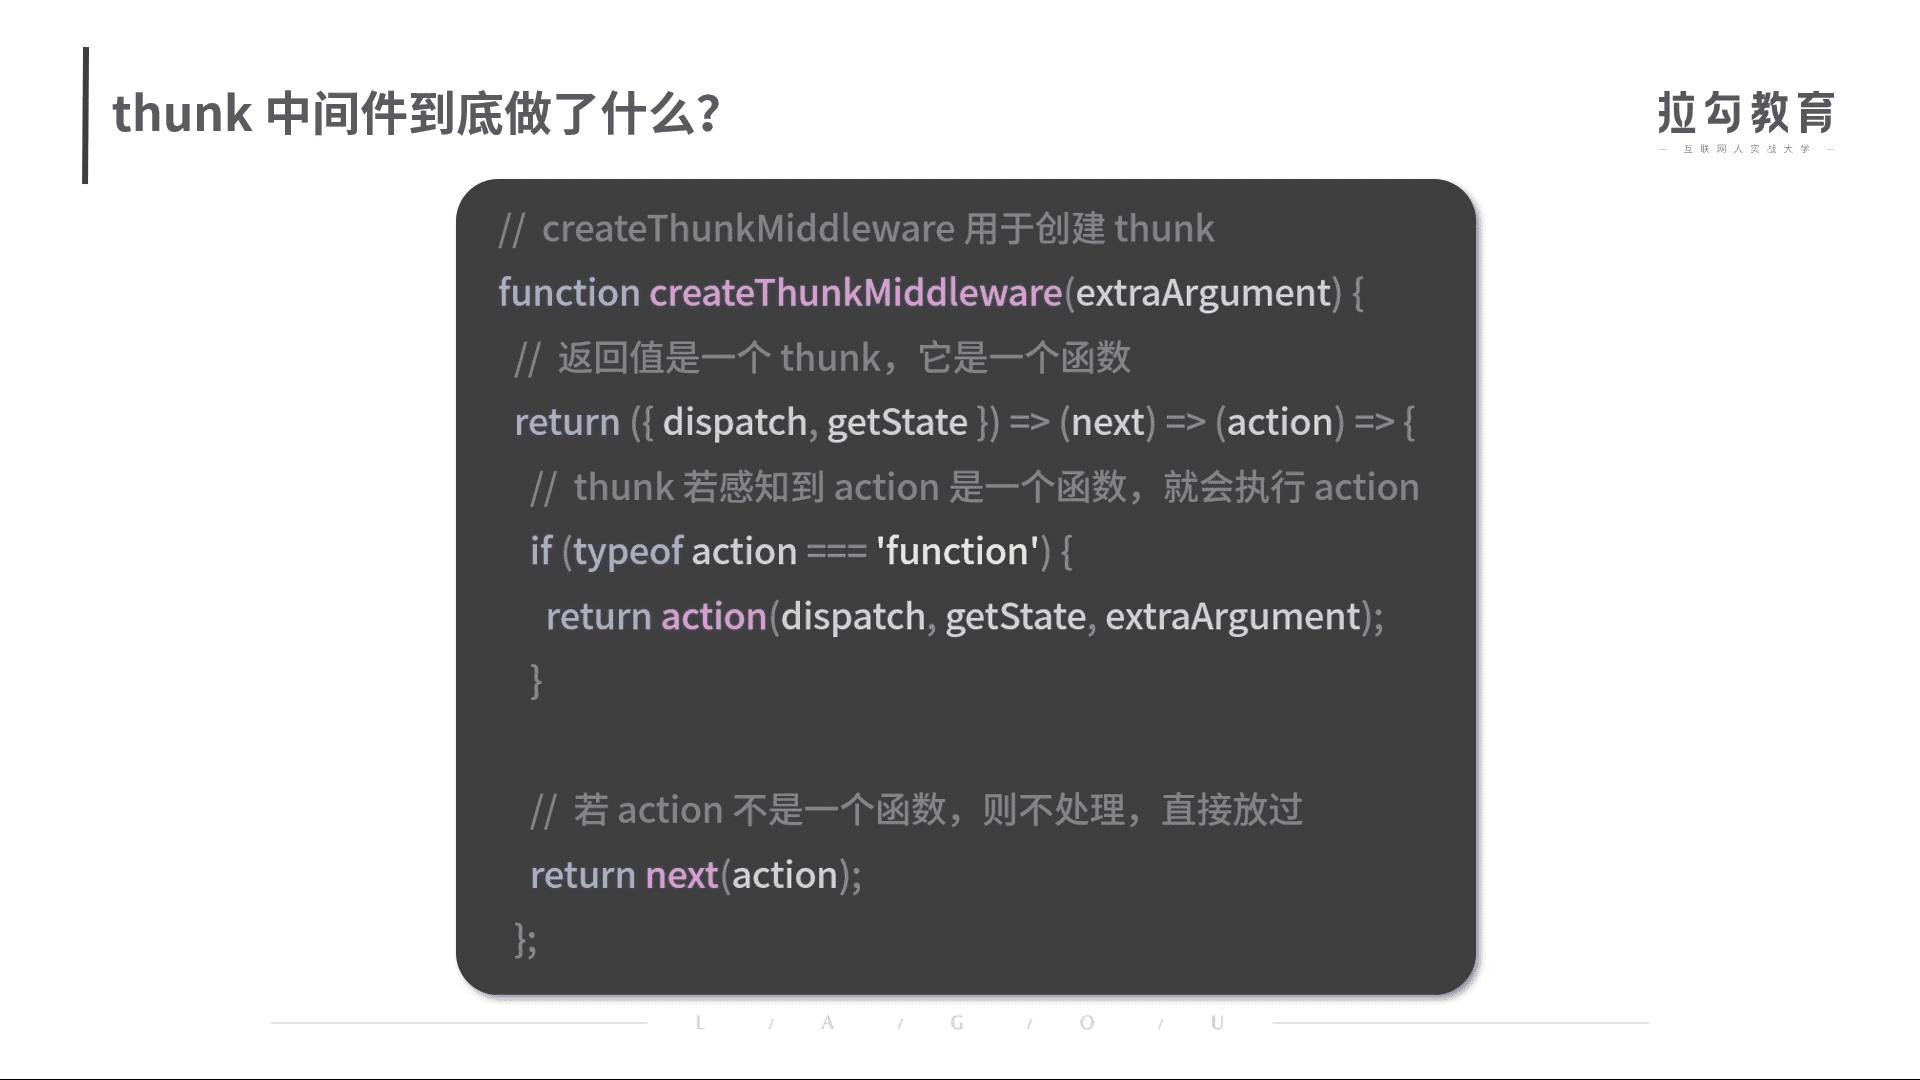 thunk 中间件到底做了什么？
拉勾教育
— 互联网人实战大学 —
// createThunkMiddleware 用于创建 thunk
function createThunkMiddleware(extraArgument) {
// 返回值是一个 thunk，它是一个函数
return ({ dispatch, getState }) => (next) => (action) => {
// thunk 若感知到 action 是一个函数，就会执行 action
if (typeof action === 'function') {
return action(dispatch, getState, extraArgument);
}
// 若 action 不是一个函数，则不处理，直接放过
return next(action);
};
L / A / G / O / U